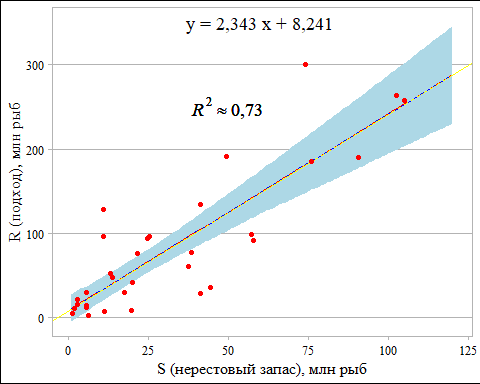 y = 2,343 x + 8,241
R² ≈ 0,73
300
200
100
0
0 25 50 75 100 125
R (подход), млн рыб
S (нерестовый запас), млн рыб